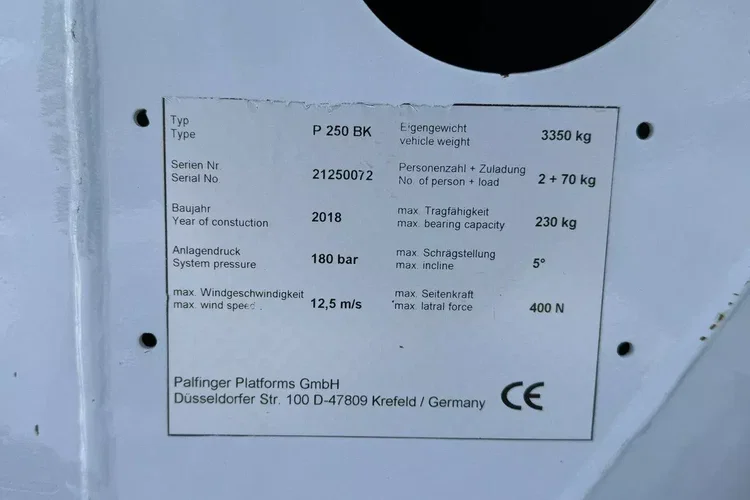 Typ
Type
P 250 BK
Eigengewicht
vehicle weight
3350 kg
Serien Nr
Serial No
21250072
Personenzahl + Zuladung
No. of person + load
2 + 70 kg
Baujahr
Year of constuction
2018
max. Tragfähigkeit
max. bearing capacity
230 kg
Anlagendruck
System pressure
180 bar
max. Schrägstellung
max. incline
5°
max. Windgeschwindigkeit
max. wind speed
12,5 m/s
max. Seitenkraft
max. latral force
400 N
Palfinger Platforms GmbH
Düsseldorfer Str. 100 D-47809 Krefeld / Germany
CE